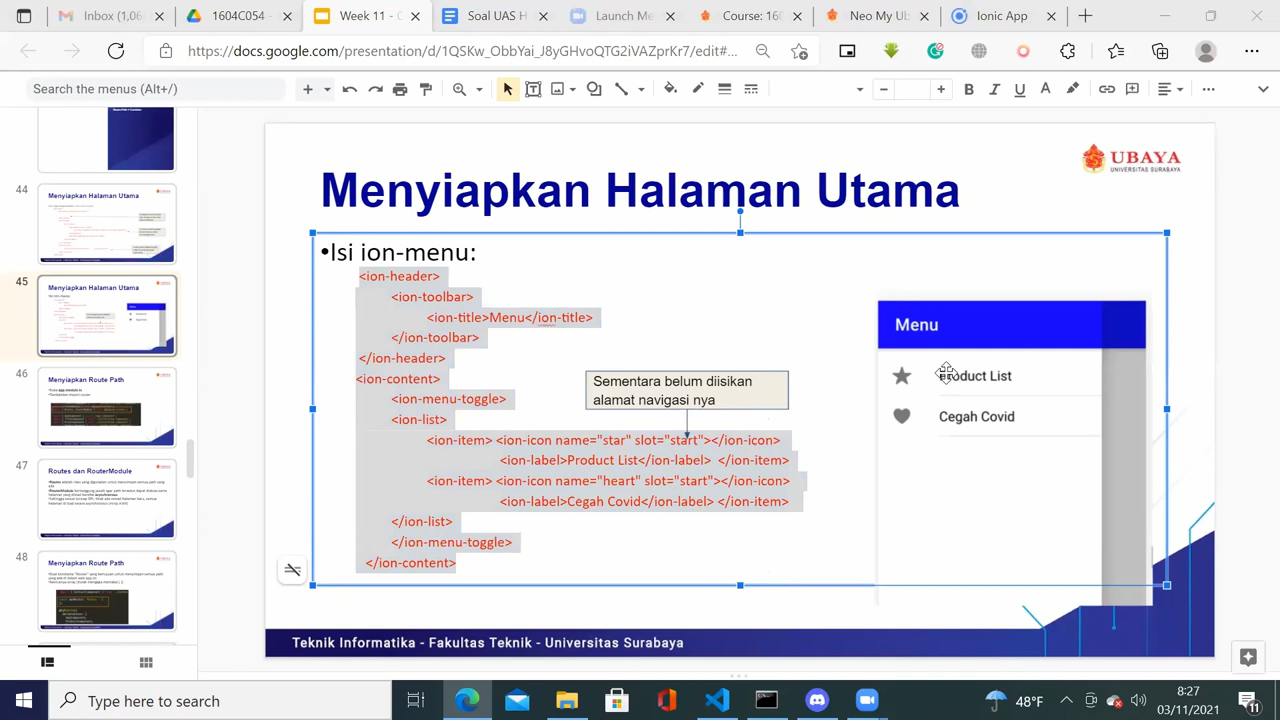 (1,06
1604C054 -
Soal UAS H
Launch Me
Course: 16
Zoom
Angular CC
Application
https://docs.google.com/presentation/d/1QSKw_ObbYai_J8yGHvoQTG2iVAZprKr7/edit#...
Search the menus (Alt+/)
UBAYA
UNIVERSITAS SURABAYA
Menyiapkan Halaman Utama
•Isi ion-menu:
<ion-header>
<ion-toolbar>
<ion-title>Menu</ion-title>
</ion-toolbar>
</ion-header>
<ion-content>
<ion-menu-toggle>
<ion-list>
<ion-item> <ion-icon name="star" slot="start"></ion-icon>
<ion-label>Product List</ion-label> </ion-item>
<ion-item> <ion-icon name="heart" slot="start"></ion-icon>
<ion-label>Cegah Covid</ion-label> </ion-item>
</ion-list>
</ion-menu-toggle>
</ion-content>
Sementara belum diisikan
alamat navigasi nya
Menu
Product List
Cegah Covid
Teknik Informatika - Fakultas Teknik - Universitas Surabaya
44
Menyiapkan Halaman Utama
45
Menyiapkan Halaman Utama
46
Menyiapkan Route Path
47
Routes dan RouterModule
48
Menyiapkan Route Path
Type here to search
48°F
8:27
03/11/2021
11